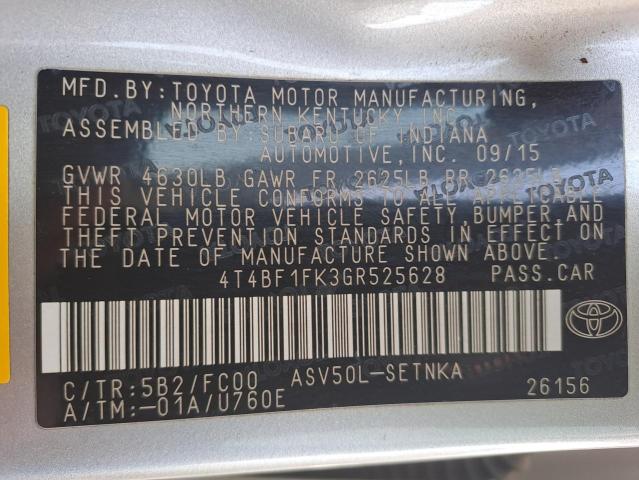 MFD.BY:TOYOTA MOTOR MANUFACTURING,
NORTHERN KENTUCKY,INC.
ASSEMBLED BY:SUBARU OF INDIANA
AUTOMOTIVE,INC. 09/15
GVWR 4630LB GAWR FR 2625LB RR 2625LB
THIS VEHICLE CONFORMS TO ALL APPLICABLE
FEDERAL MOTOR VEHICLE SAFETY,BUMPER,AND
THEFT PREVENTION STANDARDS IN EFFECT ON
THE DATE OF MANUFACTURE SHOWN ABOVE.
4T4BF1FK3GR525628 PASS.CAR
C/TR:5B2/FC00 ASV50L-SETNKA
A/TM:-01A/U760E 26156